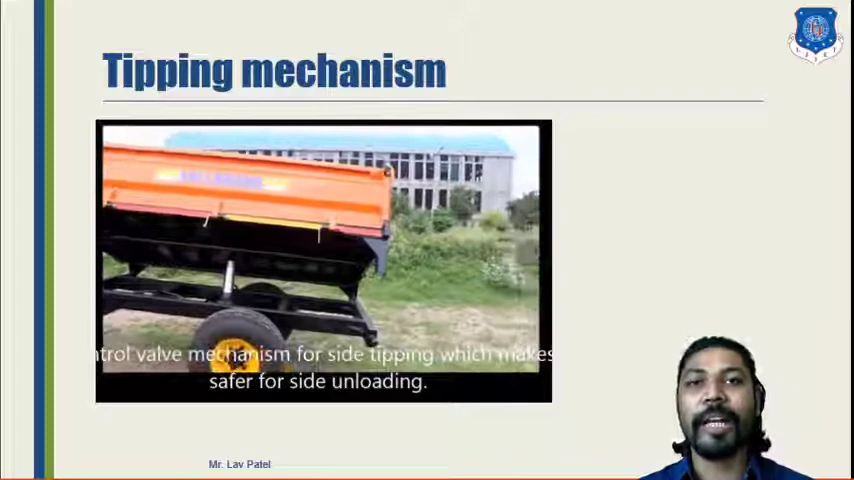 Tipping mechanism
ntrol valve mechanism for side tipping which makes
safer for side unloading.
Mr. Lav Patel